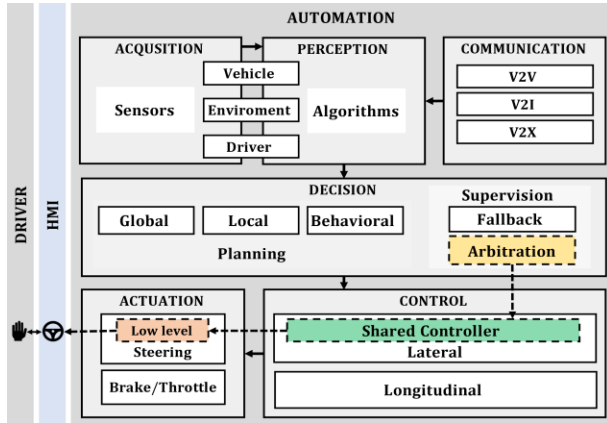 AUTOMATION
DRIVER
HMI
ACQUSITION
PERCEPTION
COMMUNICATION
Vehicle
Enviroment
Driver
Sensors
Algorithms
V2V
V2I
V2X
DECISION
Global
Local
Behavioral
Planning
Supervision
Fallback
Arbitration
ACTUATION
Low level
Steering
Brake/Throttle
CONTROL
Shared Controller
Lateral
Longitudinal